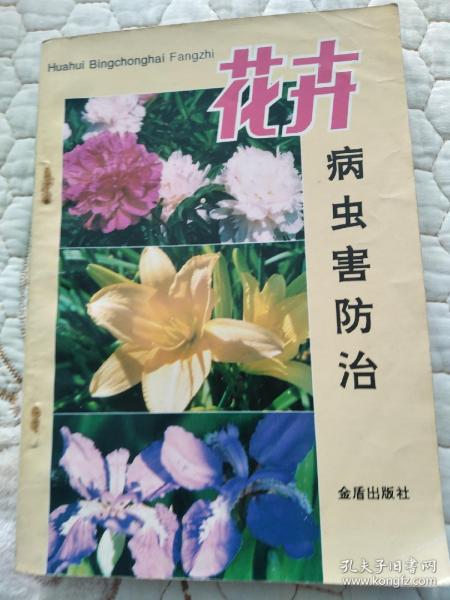 Huahui Bingchonghai Fangzhi
花卉
病虫害防治
金盾出版社
孔夫子旧书网
www.kongfz.com